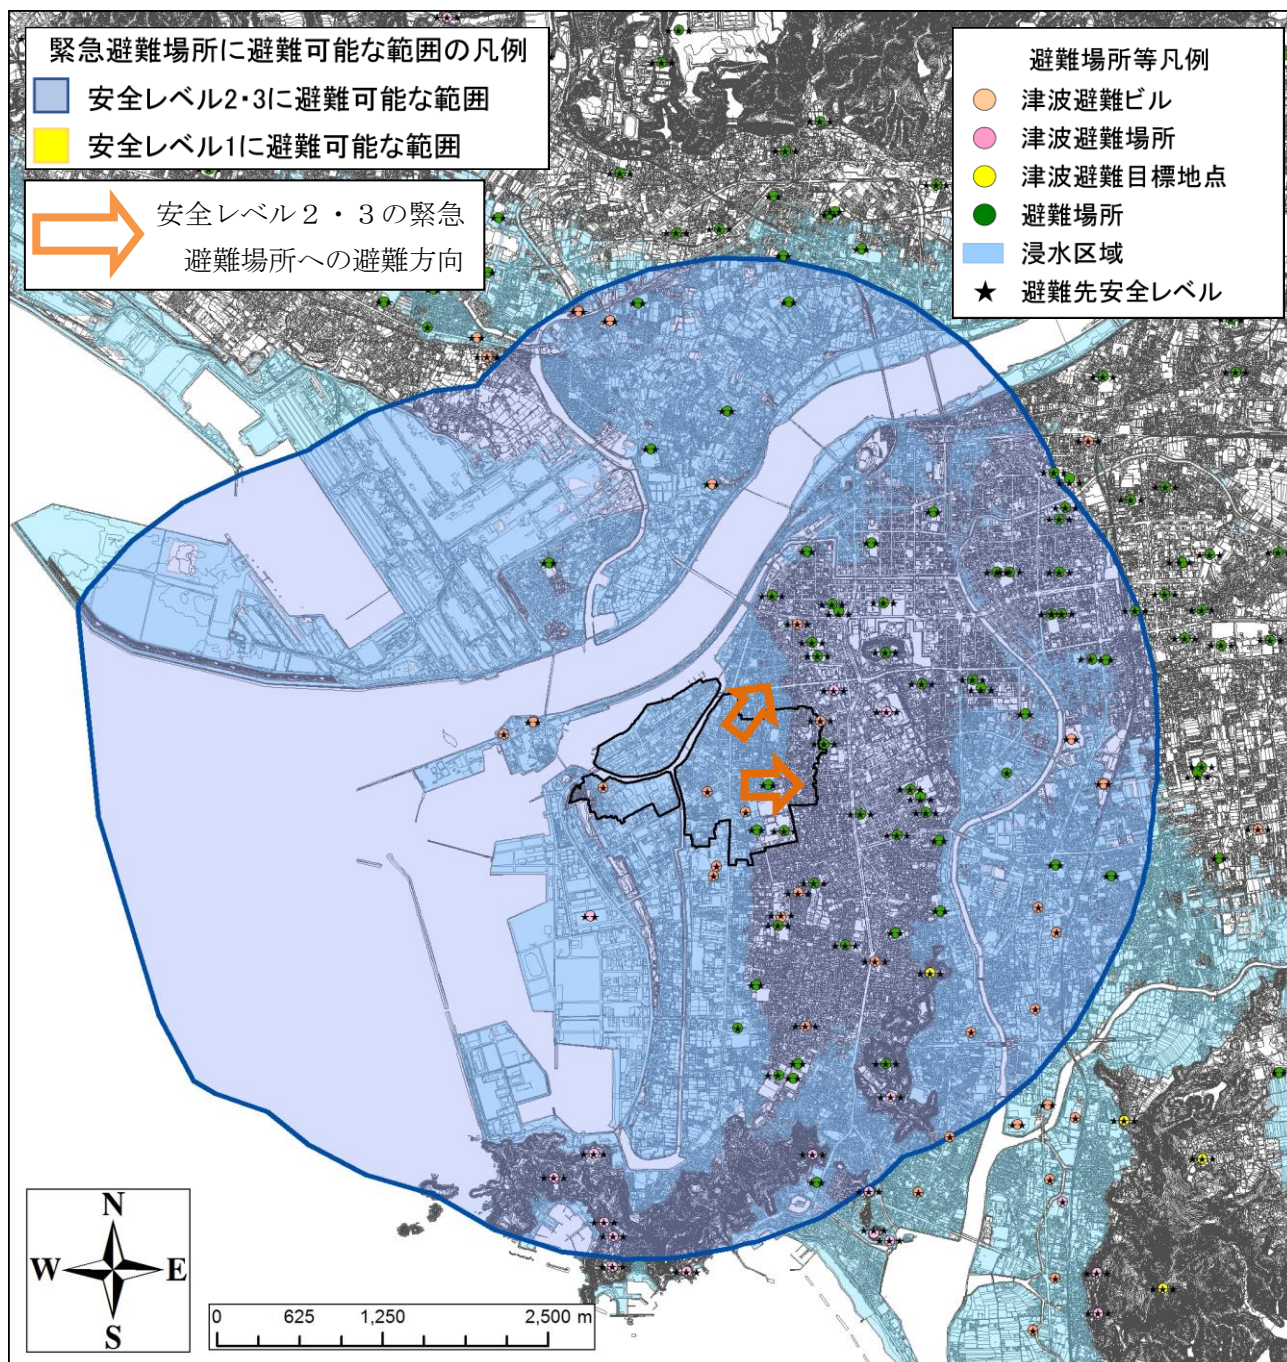 緊急避難場所に避難可能な範囲の凡例
安全レベル2・3に避難可能な範囲
安全レベル1に避難可能な範囲
安全レベル２・３の緊急
避難場所への避難方向
避難場所等凡例
津波避難ビル
津波避難場所
津波避難目標地点
避難場所
浸水区域
★ 避難先安全レベル
N
W E
S
0 625 1,250 2,500 m